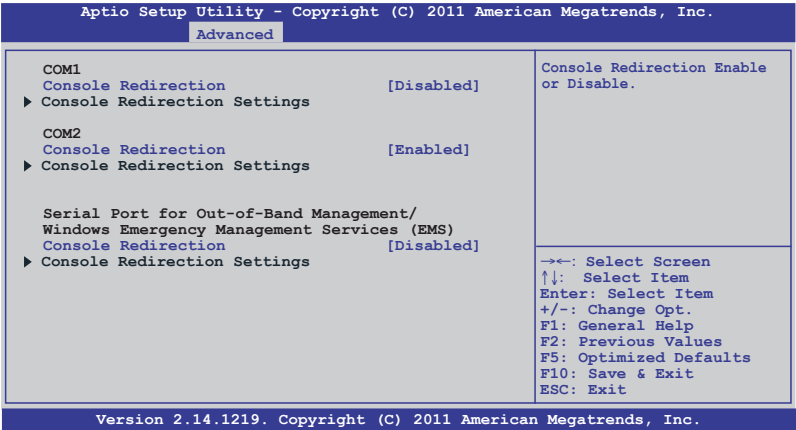 Aptio Setup Utility - Copyright (C) 2011 American Megatrends, Inc.
Advanced
COM1
Console Redirection [Disabled]
Console Redirection Settings
COM2
Console Redirection [Enabled]
Console Redirection Settings
Serial Port for Out-of-Band Management/
Windows Emergency Management Services (EMS)
Console Redirection [Disabled]
Console Redirection Settings
Console Redirection Enable
or Disable.
→←: Select Screen
↑↓: Select Item
Enter: Select Item
+/-: Change Opt.
F1: General Help
F2: Previous Values
F5: Optimized Defaults
F10: Save & Exit
ESC: Exit
Version 2.14.1219. Copyright (C) 2011 American Megatrends, Inc.